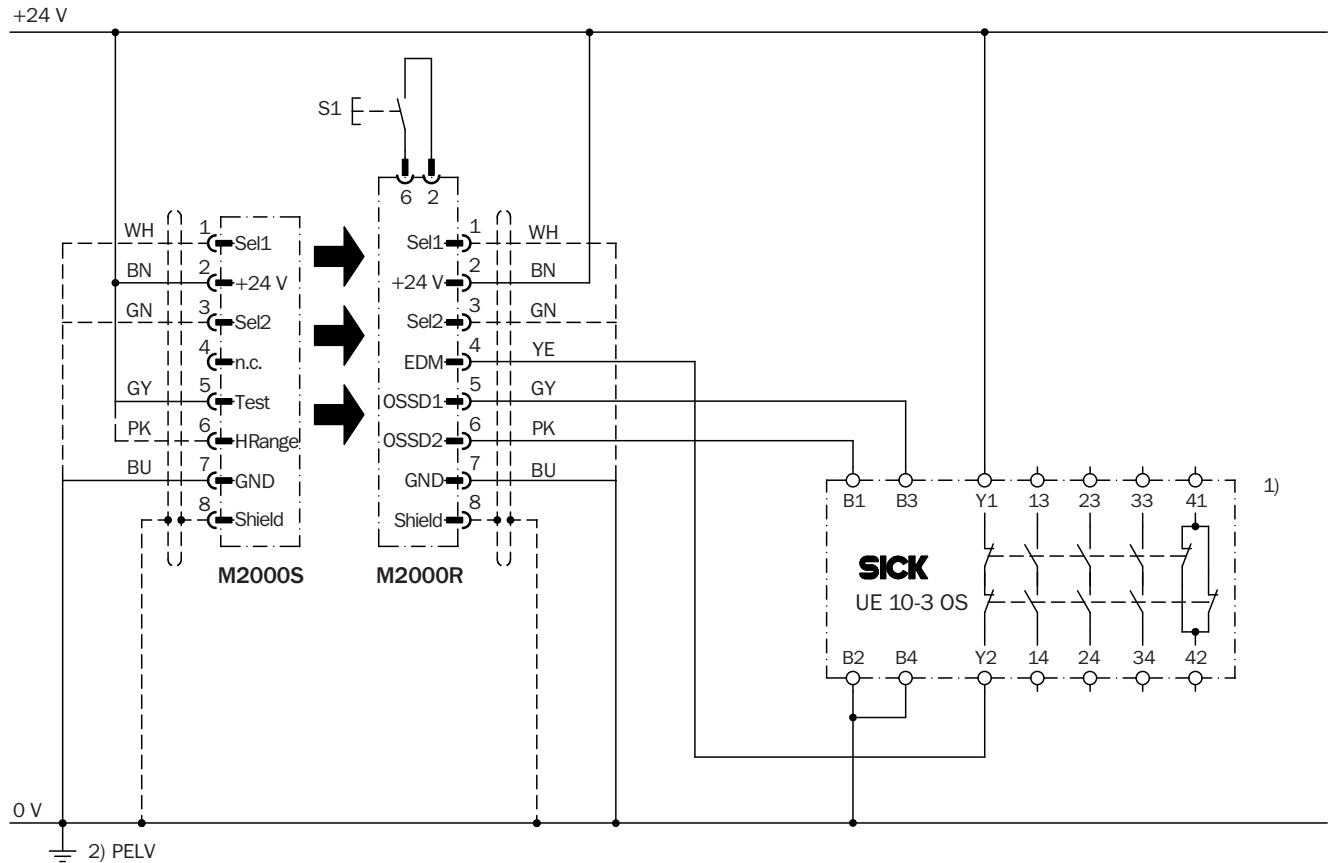 +24 V
S1
6 2
WH 1 Sel1
BN 2 +24 V
GN 3 Sel2
4 n.c.
GY 5 Test
PK 6 HRange
BU 7 GND
8 Shield
M2000S
Sel1 1 WH
+24 V 2 BN
Sel2 3 GN
EDM 4 YE
OSSD1 5 GY
OSSD2 6 PK
GND 7 BU
Shield 8
M2000R
B1 B3 Y1 13 23 33 41
1)
SICK
UE 10-3 OS
B2 B4 Y2 14 24 34 42
0 V
2) PELV